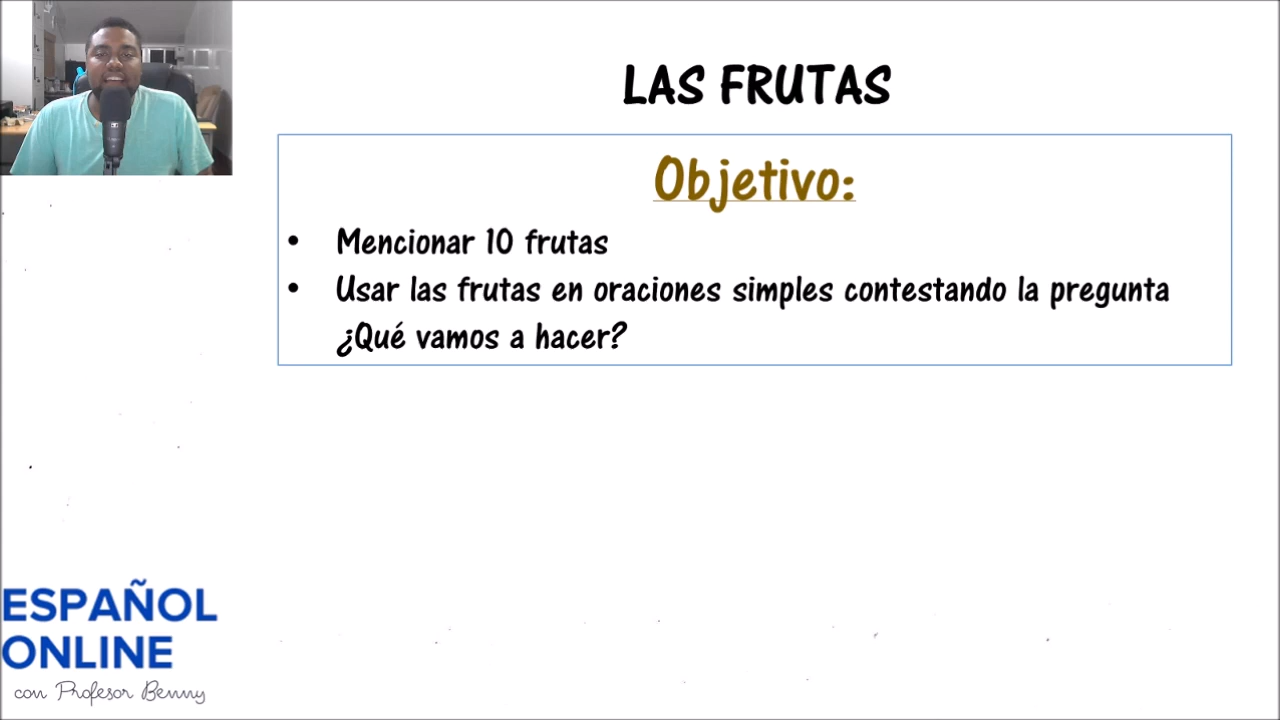 LAS FRUTAS
Objetivo:
• Mencionar 10 frutas
• Usar las frutas en oraciones simples contestando la pregunta
¿Qué vamos a hacer?
ESPAÑOL
ONLINE
con Profesor Benny